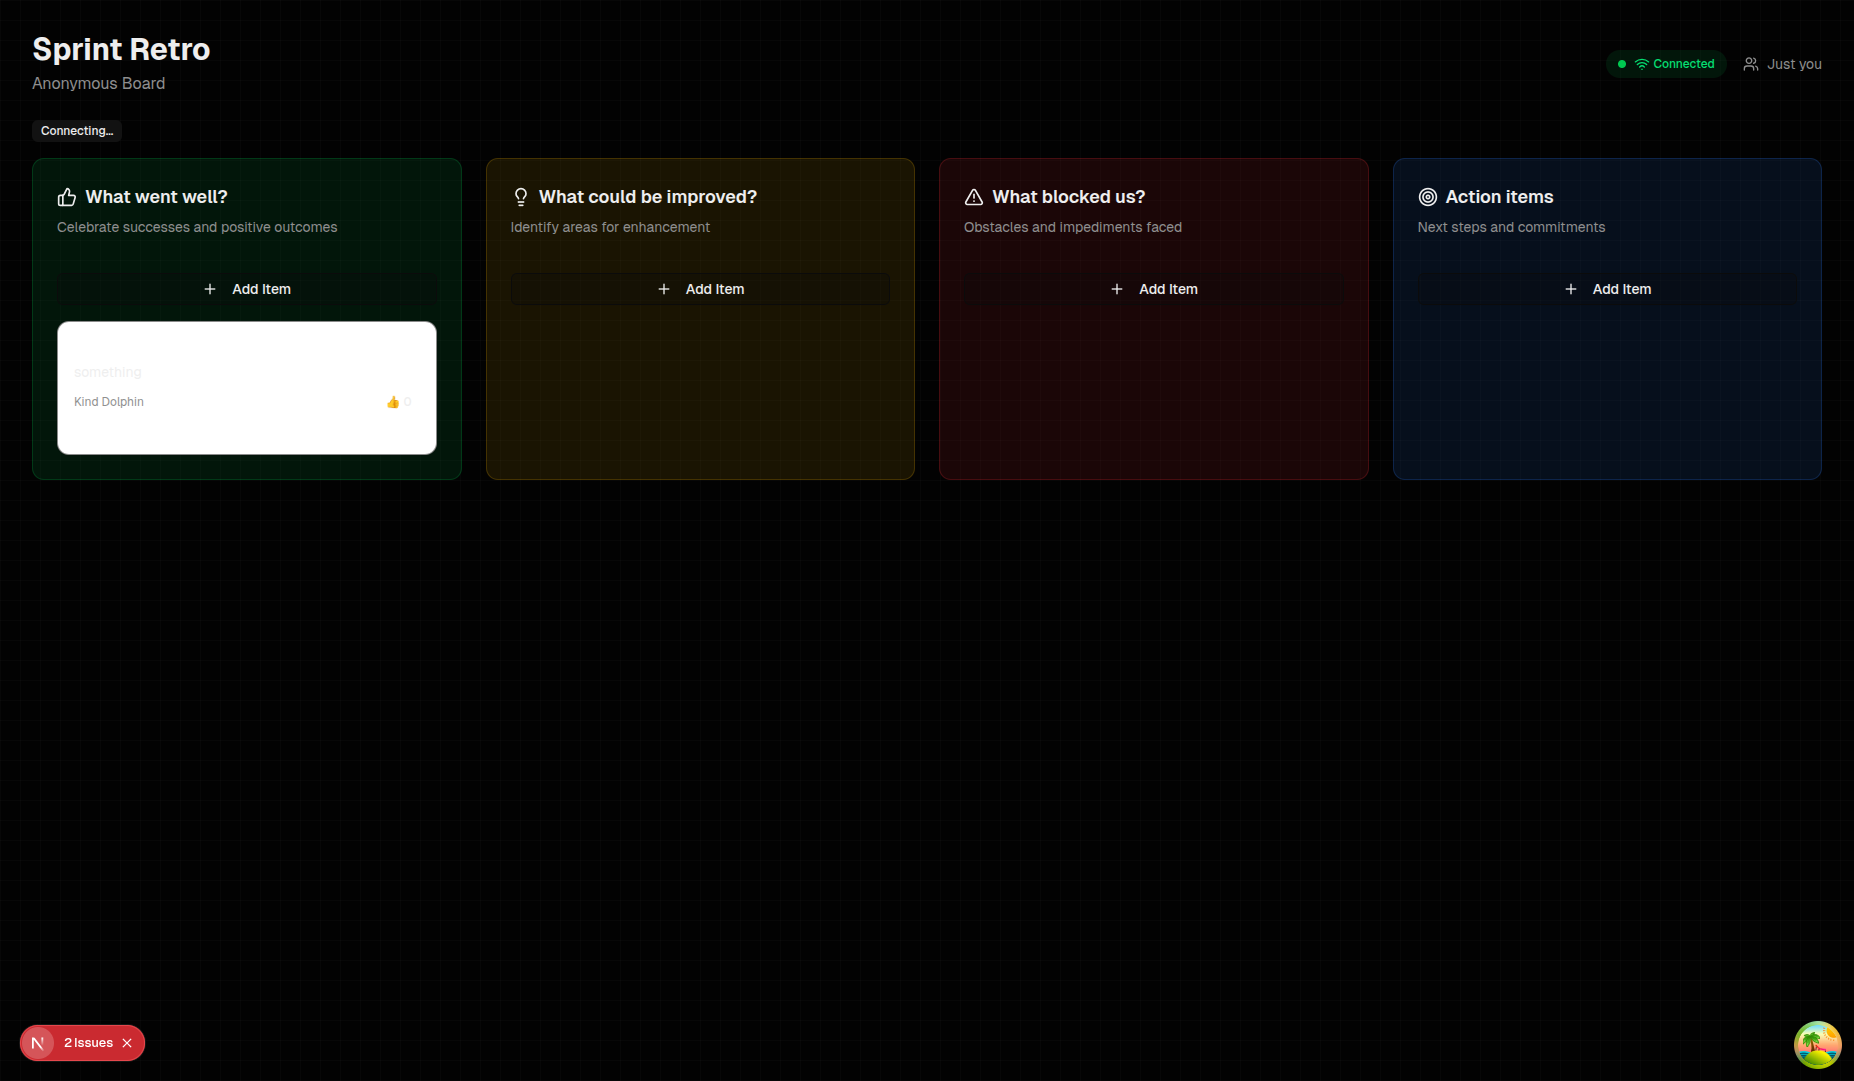 Sprint Retro
Anonymous Board
Connected
Just you
Connecting...
What went well?
Celebrate successes and positive outcomes
Add Item
something
Kind Dolphin
👍 0
What could be improved?
Identify areas for enhancement
Add Item
What blocked us?
Obstacles and impediments faced
Add Item
Action items
Next steps and commitments
Add Item
N
2 Issues